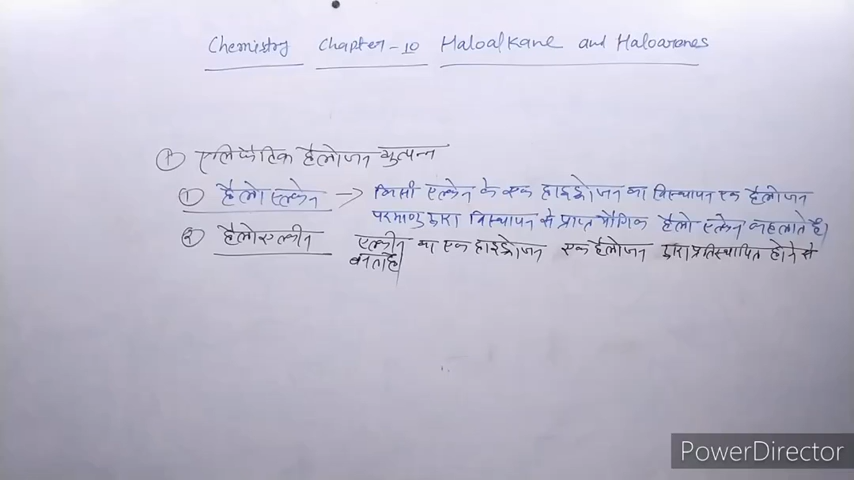 Chemistry Chapter-10 Haloalkane and Haloarenes
① एलिफैटिक हैलोजन व्युत्पन्न
① हैलो एल्केन → किसी एल्केन के एक हाइड्रोजन का विस्थापन एक हैलोजन
परमाणु द्वारा विस्थापन से प्राप्त यौगिक हैलो एल्केन कहलाते है।
② हैलोएल्कीन एल्कीन का एक हाइड्रोजन एक हैलोजन द्वारा प्रतिस्थापित होने से
बनता है।
PowerDirector